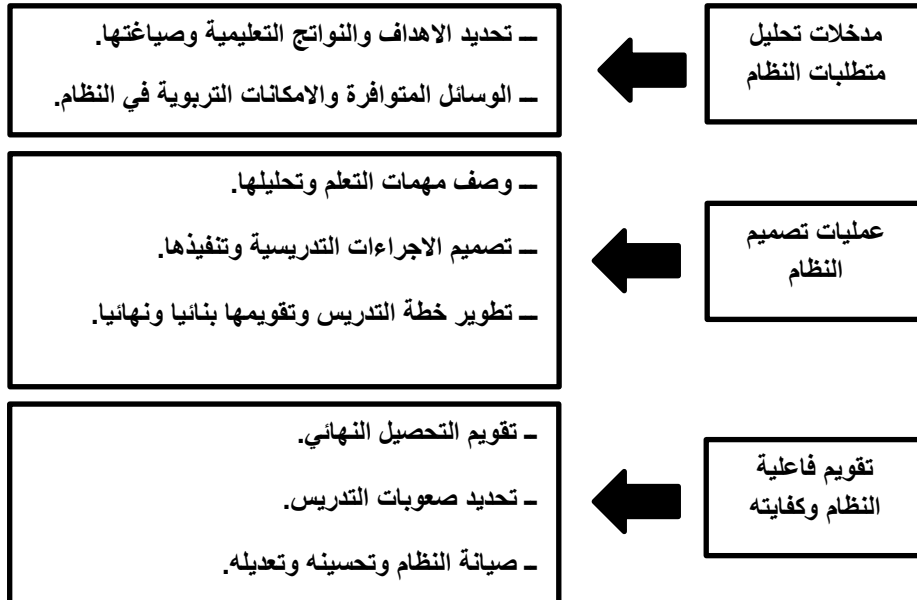 مدخلات تحليل
متطلبات النظام
ـ تحديد الاهداف والنواتج التعليمية وصياغتها.
ـ الوسائل المتوافرة والامكانات التربوية في النظام.
عمليات تصميم
النظام
ـ وصف مهمات التعلم وتحليلها.
ـ تصميم الاجراءات التدريسية وتنفيذها.
ـ تطوير خطة التدريس وتقويمها بنائيا ونهائيا.
تقويم فاعلية
النظام وكفايته
ـ تقويم التحصيل النهائي.
ـ تحديد صعوبات التدريس.
ـ صيانة النظام وتحسينه وتعديله.